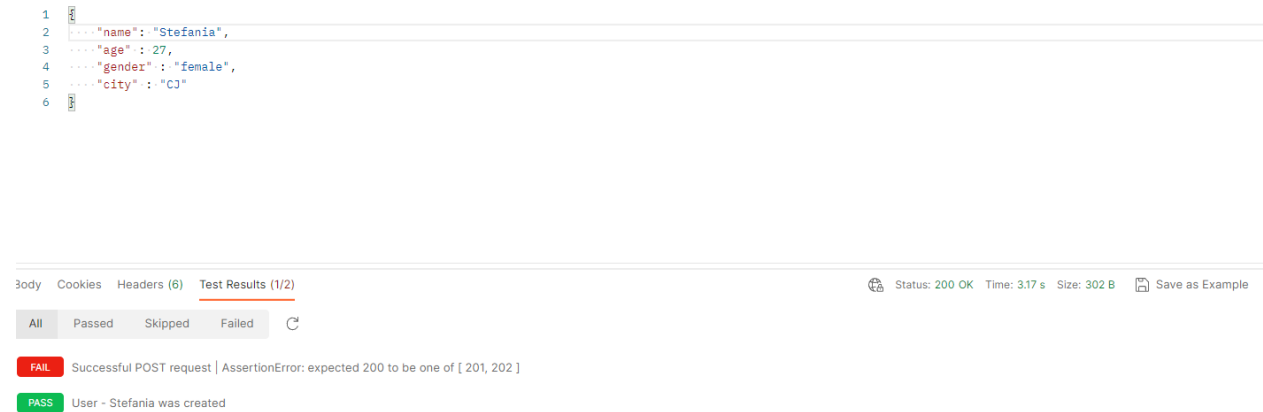 1 {
2 "name": "Stefania",
3 "age" : 27,
4 "gender" : "female",
5 "city" : "CJ"
6 }
Body Cookies Headers (6) Test Results (1/2) Status: 200 OK Time: 3.17 s Size: 302 B Save as Example
All Passed Skipped Failed
FAIL Successful POST request | AssertionError: expected 200 to be one of [ 201, 202 ]
PASS User - Stefania was created